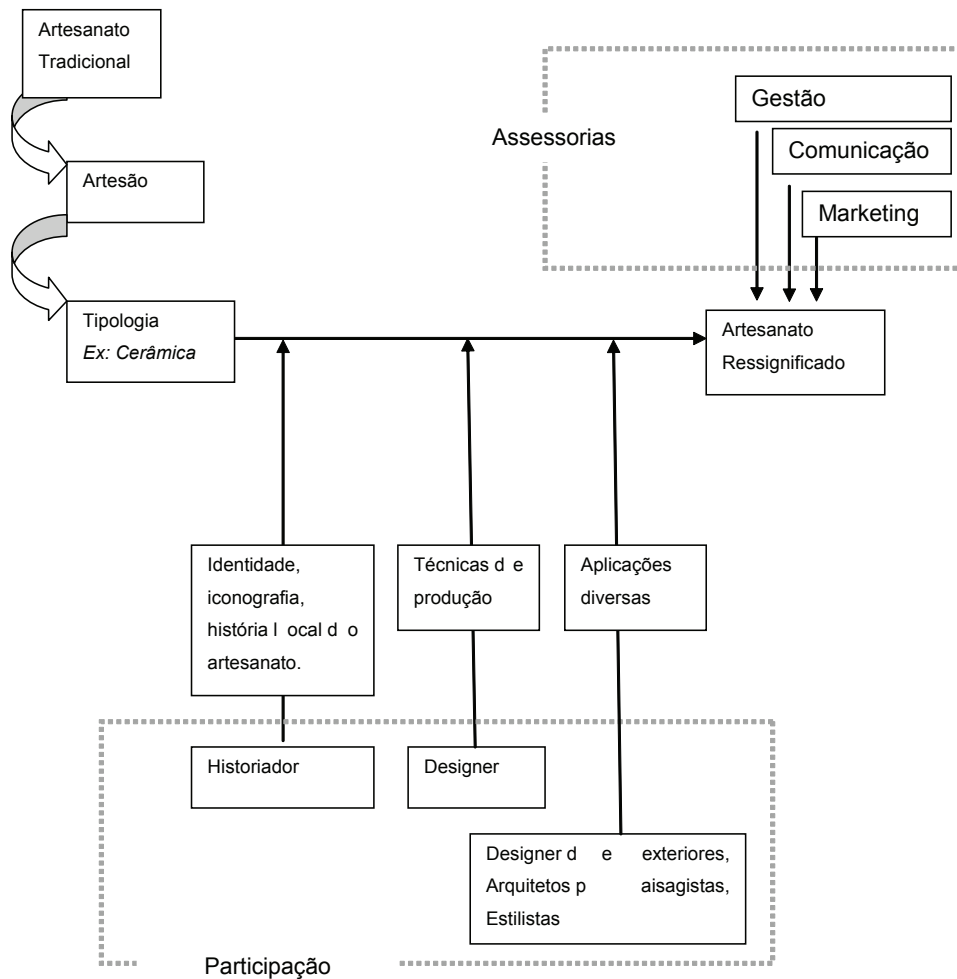 Artesanato
Tradicional
Gestão
Assessorias
Comunicação
Artesão
Marketing
Tipologia
Ex: Cerâmica
Artesanato
Ressignificado
Identidade,
iconografia,
história l ocal d o
artesanato.
Técnicas d e
produção
Aplicações
diversas
Historiador
Designer
Designer d e exteriores,
Arquitetos p aisagistas,
Estilistas
Participação